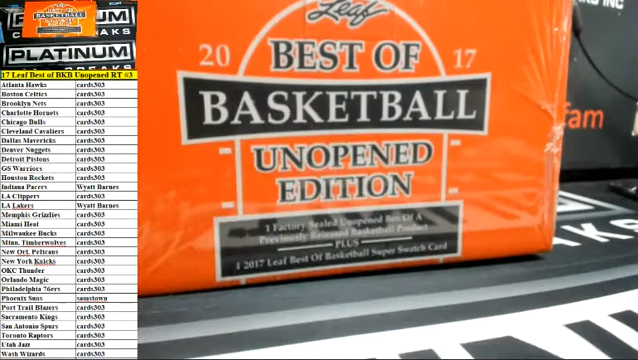 PLATINUM
BASKETBALL
PLATINUM
17 Leaf Best of BKB Unopened RT #3
Atlanta Hawks cards303
Boston Celtics cards303
Brooklyn Nets cards303
Charlotte Hornets cards303
Chicago Bulls cards303
Cleveland Cavaliers cards303
Dallas Mavericks cards303
Denver Nuggets cards303
Detroit Pistons cards303
GS Warriors cards303
Houston Rockets cards303
Indiana Pacers Wyatt Barnes
LA Clippers cards303
LA Lakers Wyatt Barnes
Memphis Grizzlies cards303
Miami Heat cards303
Milwaukee Bucks cards303
Minn. Timberwolves cards303
New Orl. Pelicans cards303
New York Knicks cards303
OKC Thunder cards303
Orlando Magic cards303
Philadelphia 76ers cards303
Phoenix Suns samstown
Port Trail Blazers cards303
Sacramento Kings cards303
San Antonio Spurs cards303
Toronto Raptors cards303
Utah Jazz cards303
Wash Wizards cards303
Leaf
20 17
BEST OF
BASKETBALL
UNOPENED
EDITION
1 Factory Sealed Unopened Box Of A
Previously Released Basketball Product
PLUS
1 2017 Leaf Best Of Basketball Super Swatch Card
INC
fam
AKS